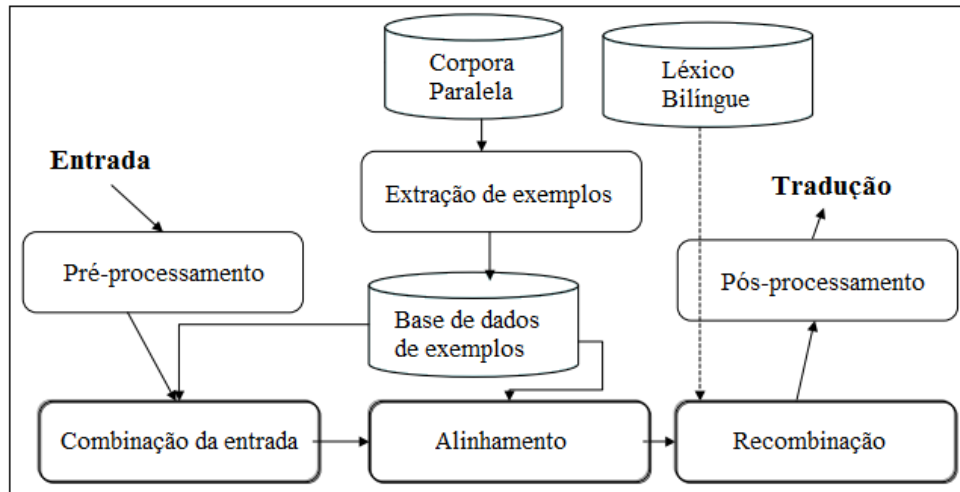 Corpora
Paralela
Léxico
Bilíngue
Entrada
Extração de exemplos
Tradução
Pré-processamento
Pós-processamento
Base de dados
de exemplos
Combinação da entrada
Alinhamento
Recombinação